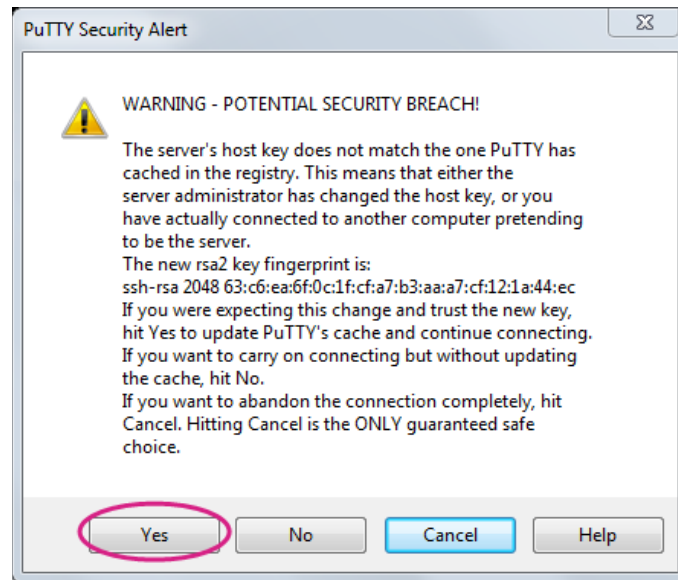 PuTTY Security Alert
WARNING - POTENTIAL SECURITY BREACH!
The server's host key does not match the one PuTTY has
cached in the registry. This means that either the
server administrator has changed the host key, or you
have actually connected to another computer pretending
to be the server.
The new rsa2 key fingerprint is:
ssh-rsa 2048 63:c6:ea:6f:0c:1f:cf:a7:b3:aa:a7:cf:12:1a:44:ec
If you were expecting this change and trust the new key,
hit Yes to update PuTTY's cache and continue connecting.
If you want to carry on connecting but without updating
the cache, hit No.
If you want to abandon the connection completely, hit
Cancel. Hitting Cancel is the ONLY guaranteed safe
choice.
Yes No Cancel Help